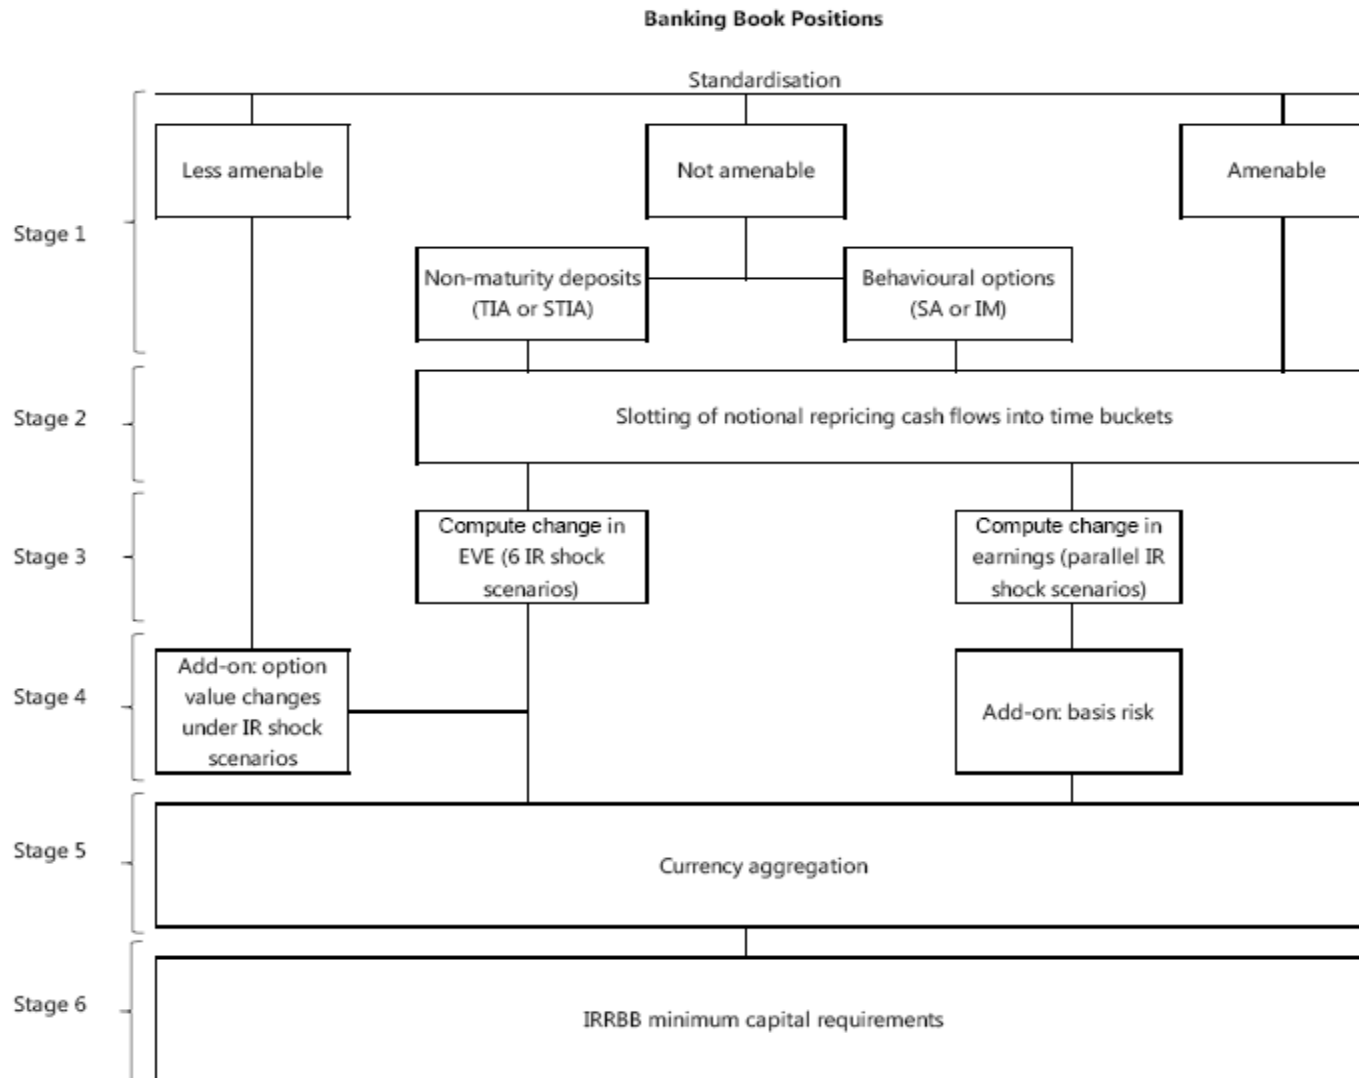 Banking Book Positions
Standardisation
Less amenable
Not amenable
Amenable
Stage 1
Non-maturity deposits
(TIA or STIA)
Behavioural options
(SA or IM)
Stage 2
Slotting of notional repricing cash flows into time buckets
Stage 3
Compute change in
EVE (6 IR shock
scenarios)
Compute change in
earnings (parallel IR
shock scenarios)
Stage 4
Add-on: option
value changes
under IR shock
scenarios
Add-on: basis risk
Stage 5
Currency aggregation
Stage 6
IRRBB minimum capital requirements